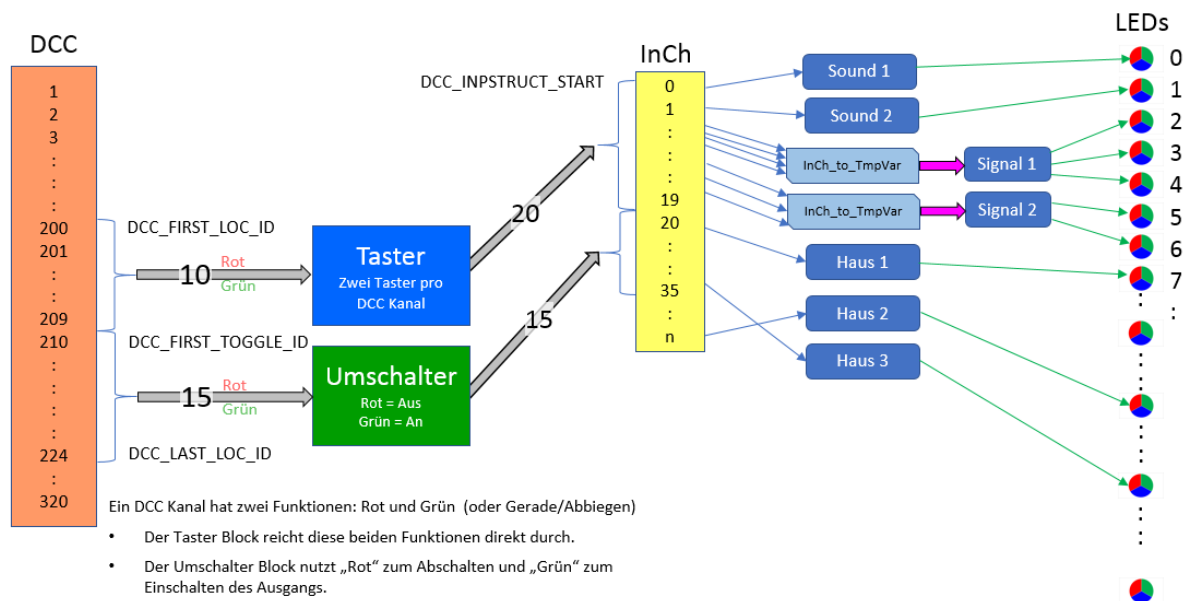 DCC
1
2
3
:
:
:
200
201
:
:
209
210
:
:
:
:
224
:
320
DCC_FIRST_LOC_ID
10
Rot
Grün
DCC_FIRST_TOGGLE_ID
15
Rot
Grün
DCC_LAST_LOC_ID
Taster
Zwei Taster pro
DCC Kanal
Umschalter
Rot = Aus
Grün = An
20
15
DCC_INPSTRUCT_START
InCh
0
1
:
:
:
19
20
:
:
35
:
n
Sound 1
Sound 2
InCh_to_TmpVar
Signal 1
InCh_to_TmpVar
Signal 2
Haus 1
Haus 2
Haus 3
LEDs
0
1
2
3
4
5
6
7
:
Ein DCC Kanal hat zwei Funktionen: Rot und Grün (oder Gerade/Abbiegen)
• Der Taster Block reicht diese beiden Funktionen direkt durch.
• Der Umschalter Block nutzt „Rot“ zum Abschalten und „Grün“ zum
Einschalten des Ausgangs.